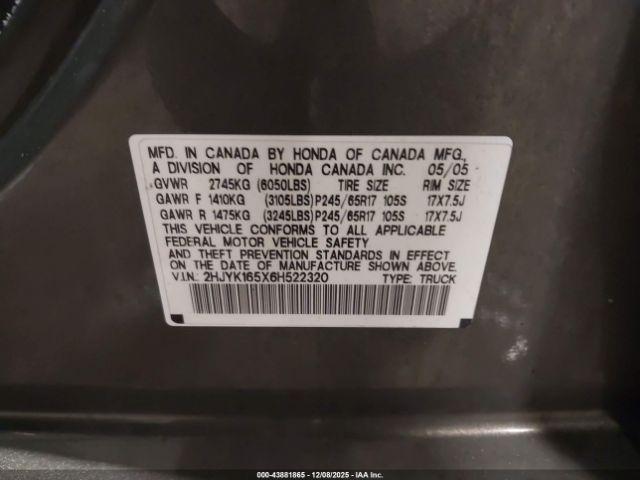 MFD. IN CANADA BY HONDA OF CANADA MFG.,
A DIVISION OF HONDA CANADA INC. 05/05
GVWR 2745KG (6050LBS) TIRE SIZE RIM SIZE
GAWR F 1410KG (3105LBS)P245/65R17 105S 17X7.5J
GAWR R 1475KG (3245LBS)P245/65R17 105S 17X7.5J
THIS VEHICLE CONFORMS TO ALL APPLICABLE
FEDERAL MOTOR VEHICLE SAFETY
AND THEFT PREVENTION STANDARDS IN EFFECT
ON THE DATE OF MANUFACTURE SHOWN ABOVE.
V.I.N.: 2HJYK165X6H522320 TYPE: TRUCK
000-43881865 | 12/08/2025 | IAA Inc.